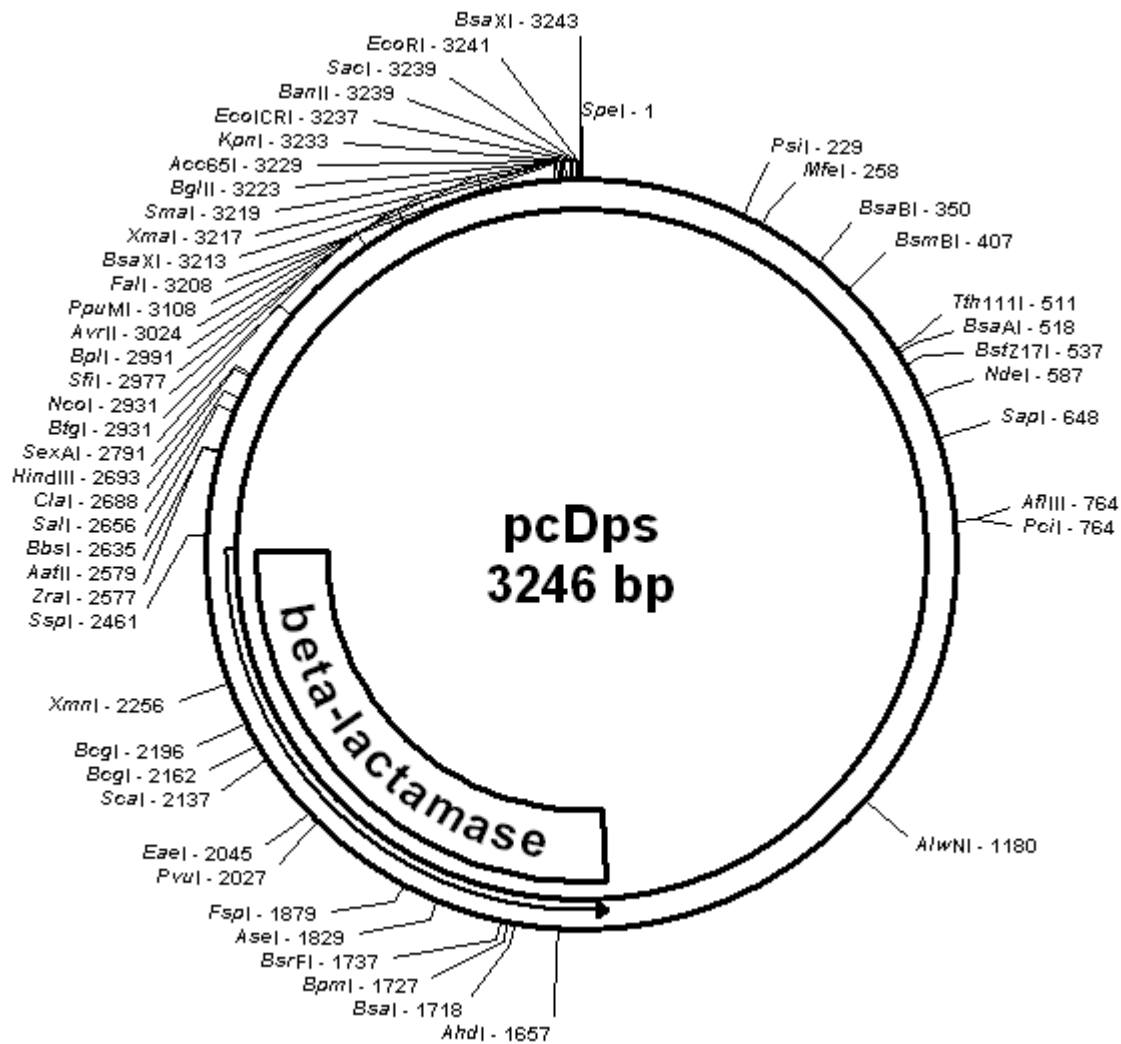 BsaXI - 3243
EcoRI - 3241
SacI - 3239
BanII - 3239
EcoICRI - 3237
KpnI - 3233
Acc65I - 3229
BglII - 3223
SmaI - 3219
XmaI - 3217
BsaXI - 3213
FalI - 3208
PpuMI - 3108
AvrII - 3024
BplI - 2991
SfiI - 2977
NcoI - 2931
BtgI - 2931
SexAI - 2791
HindIII - 2693
ClaI - 2688
SalI - 2656
BbsI - 2635
AatII - 2579
ZraI - 2577
SspI - 2461
XmnI - 2256
BcgI - 2196
BcgI - 2162
ScaI - 2137
EaeI - 2045
PvuI - 2027
FspI - 1879
AseI - 1829
BsrFI - 1737
BpmI - 1727
BsaI - 1718
AhdI - 1657
SpeI - 1
PsiI - 229
MfeI - 258
BsaBI - 350
BsmBI - 407
Tth111I - 511
BsaAI - 518
BstZ17I - 537
NdeI - 587
SapI - 648
AflIII - 764
PciI - 764
AlwNI - 1180
pcDps
3246 bp
beta-lactamase